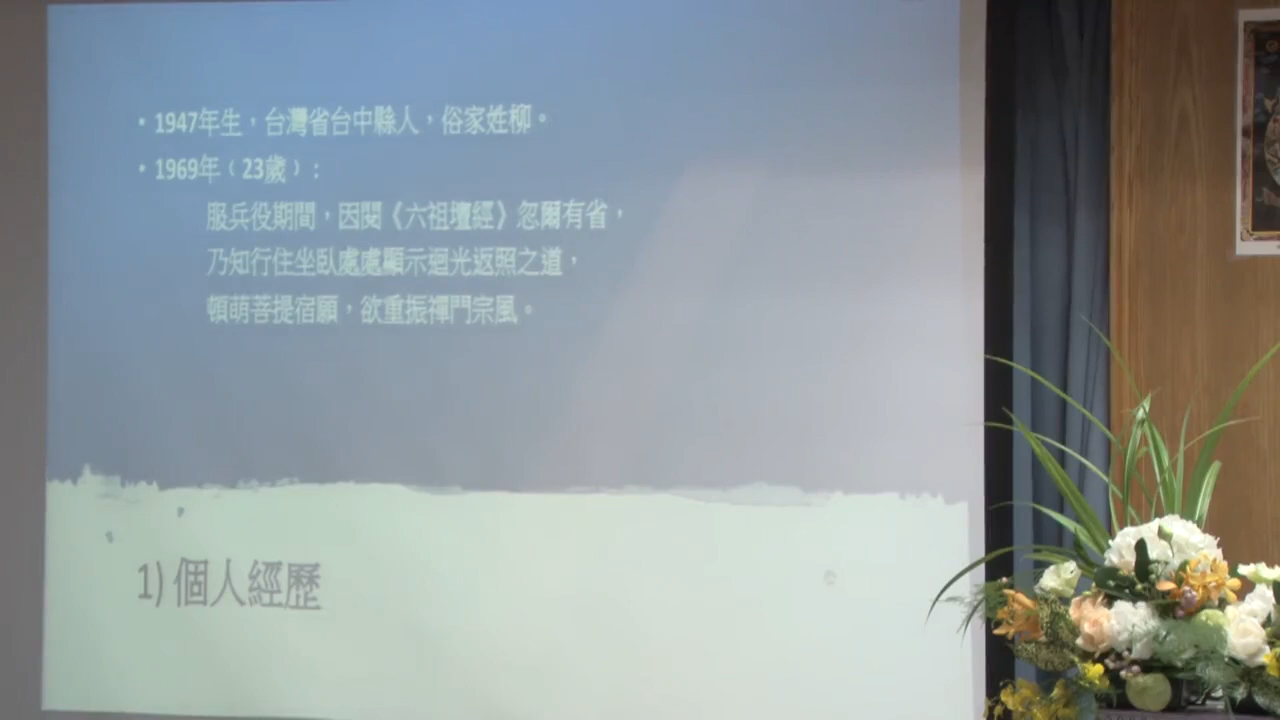 • 1947年生，台灣省台中縣人，俗家姓柳。
• 1969年（23歲）：
服兵役期間，因閱《六祖壇經》忽爾有省，
乃知行住坐臥處處顯示迴光返照之道，
頓萌菩提宿願，欲重振禪門宗風。
1) 個人經歷